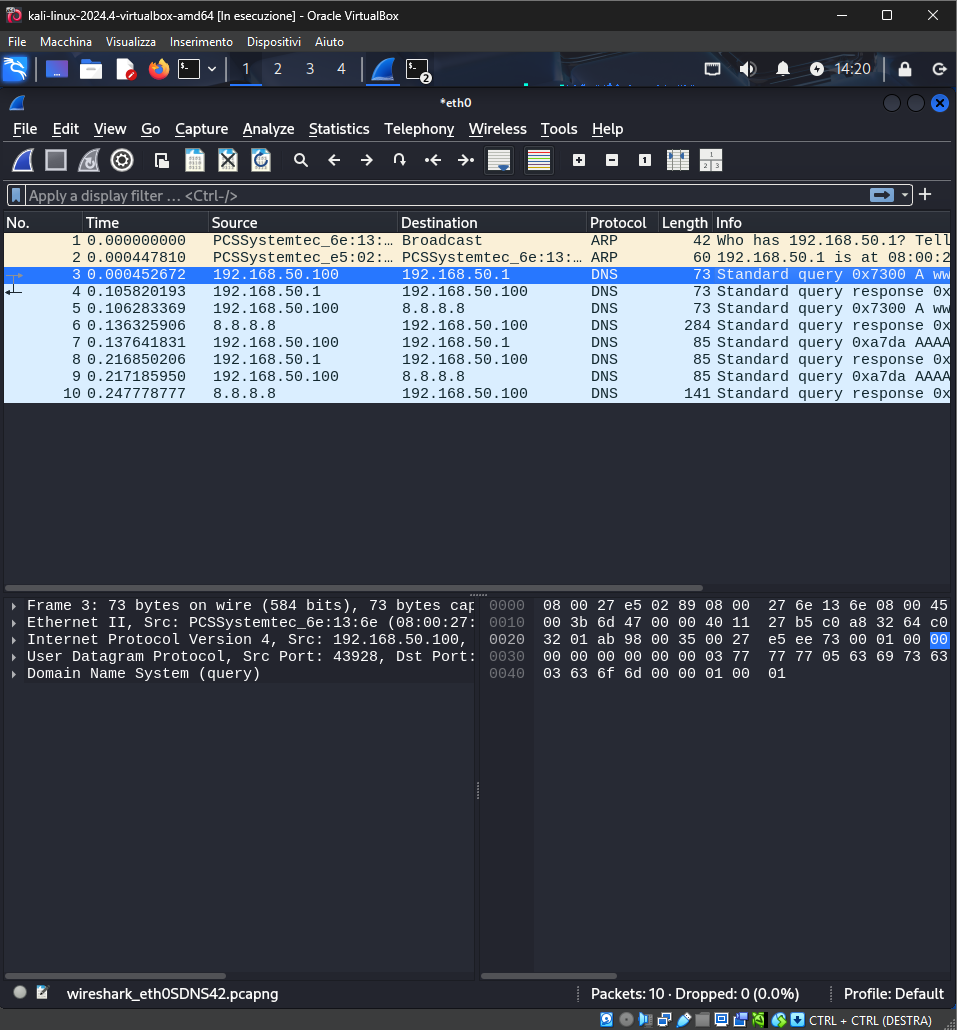 kali-linux-2024.4-virtualbox-amd64 [In esecuzione] - Oracle VirtualBox
File Macchina Visualizza Inserimento Dispositivi Aiuto
1 2 3 4 2 14:20
*eth0
File Edit View Go Capture Analyze Statistics Telephony Wireless Tools Help
Apply a display filter ... <Ctrl-/>
No. Time Source Destination Protocol Length Info
1 0.000000000 PCSSystemtec_6e:13:… Broadcast ARP 42 Who has 192.168.50.1? Tell
2 0.000447810 PCSSystemtec_e5:02:… PCSSystemtec_6e:13:… ARP 60 192.168.50.1 is at 08:00:2
3 0.000452672 192.168.50.100 192.168.50.1 DNS 73 Standard query 0x7300 A ww
4 0.105820193 192.168.50.1 192.168.50.100 DNS 73 Standard query response 0x
5 0.106283369 192.168.50.100 8.8.8.8 DNS 73 Standard query 0x7300 A ww
6 0.136325906 8.8.8.8 192.168.50.100 DNS 284 Standard query response 0x
7 0.137641831 192.168.50.100 192.168.50.1 DNS 85 Standard query 0xa7da AAAA
8 0.216850206 192.168.50.1 192.168.50.100 DNS 85 Standard query response 0x
9 0.217185950 192.168.50.100 8.8.8.8 DNS 85 Standard query 0xa7da AAAA
10 0.247778777 8.8.8.8 192.168.50.100 DNS 141 Standard query response 0x
Frame 3: 73 bytes on wire (584 bits), 73 bytes cap
Ethernet II, Src: PCSSystemtec_6e:13:6e (08:00:27:
Internet Protocol Version 4, Src: 192.168.50.100,
User Datagram Protocol, Src Port: 43928, Dst Port:
Domain Name System (query)
0000 08 00 27 e5 02 89 08 00 27 6e 13 6e 08 00 45
0010 00 3b 6d 47 00 00 40 11 27 b5 c0 a8 32 64 c0
0020 32 01 ab 98 00 35 00 27 e5 ee 73 00 01 00 00
0030 00 00 00 00 00 03 77 77 77 05 63 69 73 63
0040 03 63 6f 6d 00 00 01 00 01
wireshark_eth0SDNS42.pcapng Packets: 10 · Dropped: 0 (0.0%) Profile: Default
CTRL + CTRL (DESTRA)